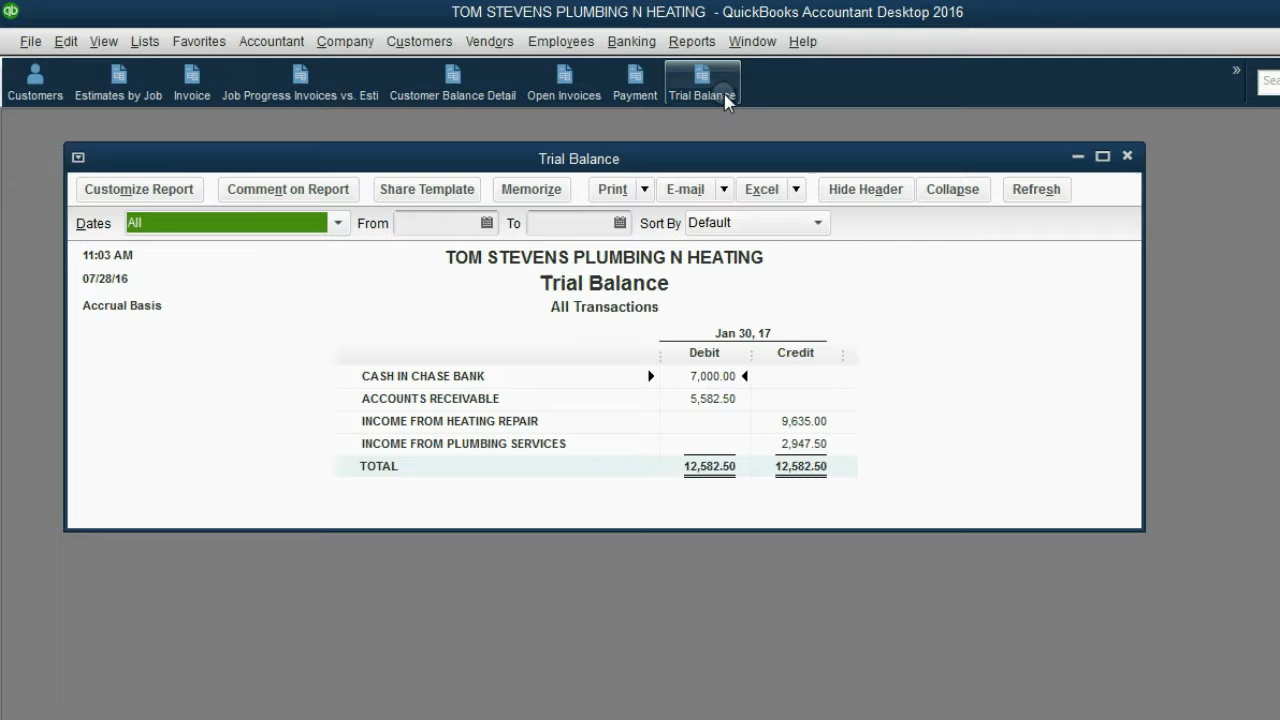 qb
TOM STEVENS PLUMBING N HEATING - QuickBooks Accountant Desktop 2016
File Edit View Lists Favorites Accountant Company Customers Vendors Employees Banking Reports Window Help
Customers Estimates by Job Invoice Job Progress Invoices vs. Esti Customer Balance Detail Open Invoices Payment Trial Balance » Sea
Trial Balance
Customize Report Comment on Report Share Template Memorize Print E-mail Excel Hide Header Collapse Refresh
Dates All From To Sort By Default
11:03 AM TOM STEVENS PLUMBING N HEATING
07/28/16 Trial Balance
Accrual Basis All Transactions
Jan 30, 17
Debit Credit
CASH IN CHASE BANK 7,000.00
ACCOUNTS RECEIVABLE 5,582.50
INCOME FROM HEATING REPAIR 9,635.00
INCOME FROM PLUMBING SERVICES 2,947.50
TOTAL 12,582.50 12,582.50